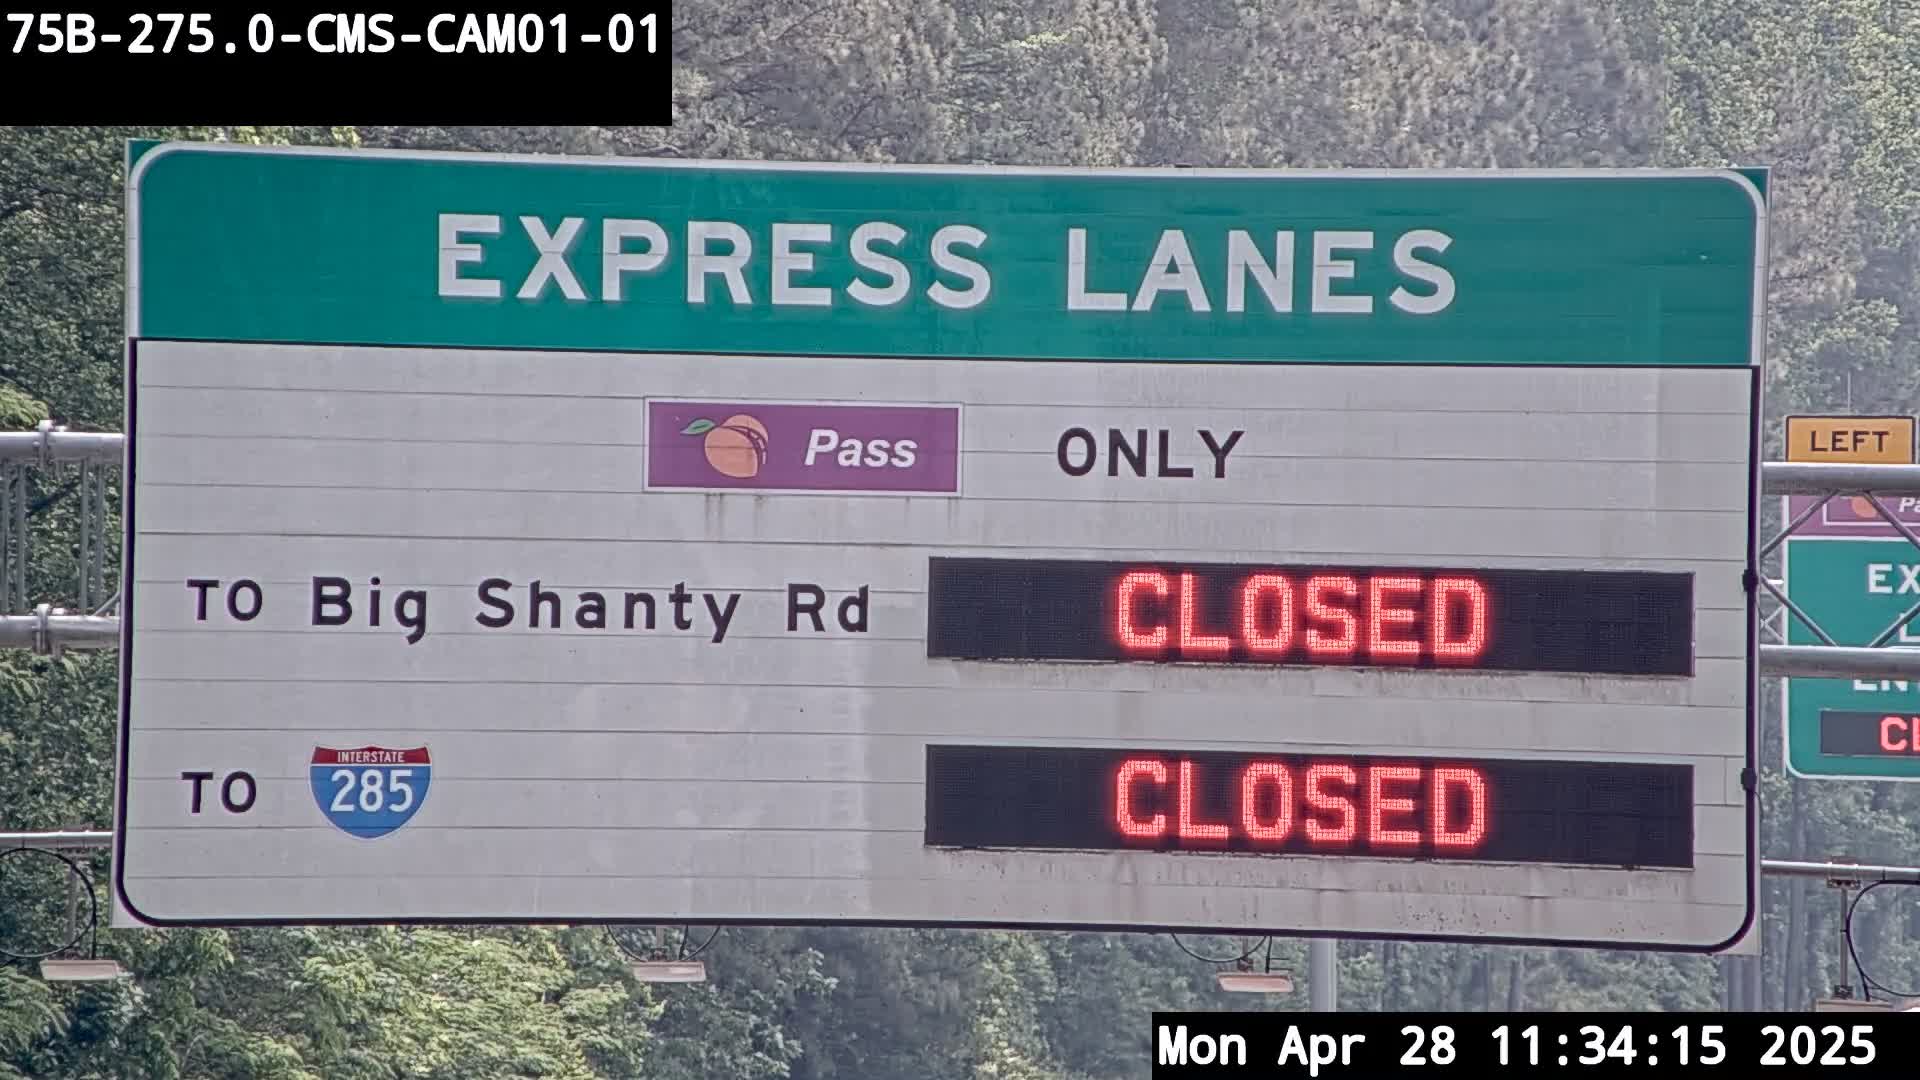 75B-275.0-CMS-CAM01-01
EXPRESS LANES
Pass ONLY
LEFT
TO Big Shanty Rd CLOSED
TO INTERSTATE 285 CLOSED
Mon Apr 28 11:34:15 2025